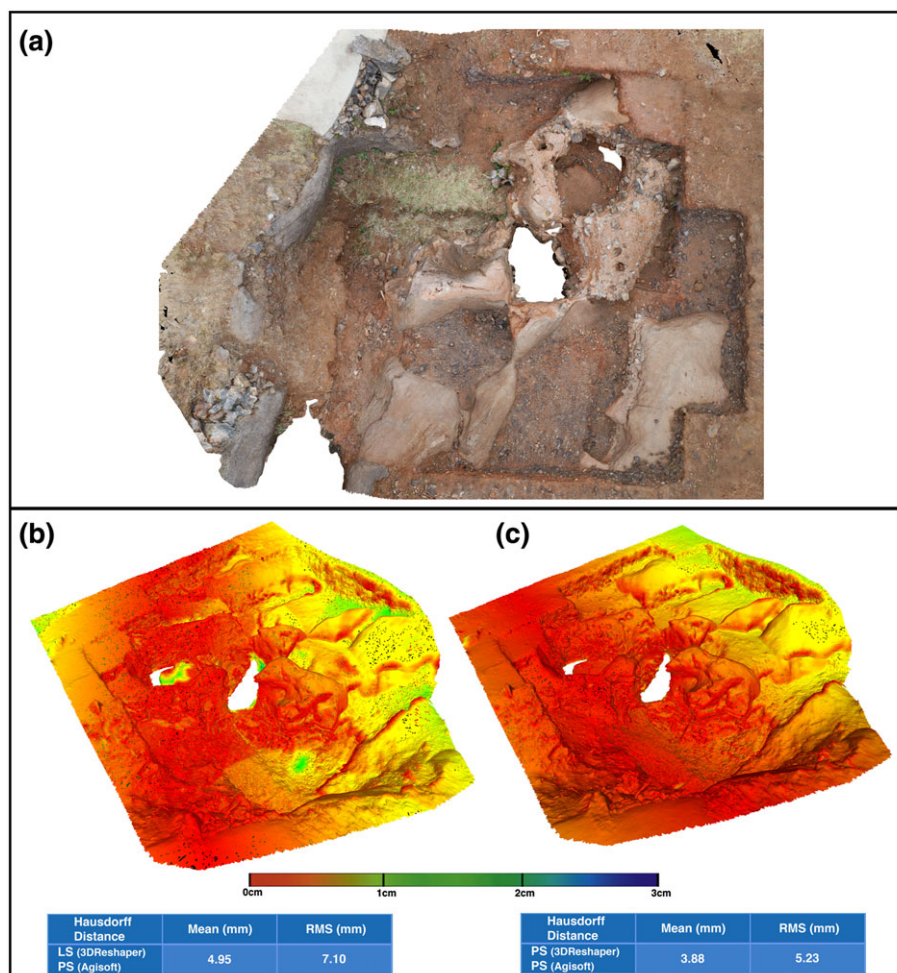 (a)
(b)
(c)
0cm 1cm 2cm 3cm
Hausdorff Distance Mean (mm) RMS (mm)
LS (3DReshaper)
PS (Agisoft) 4.95 7.10
Hausdorff Distance Mean (mm) RMS (mm)
PS (3DReshaper)
PS (Agisoft) 3.88 5.23